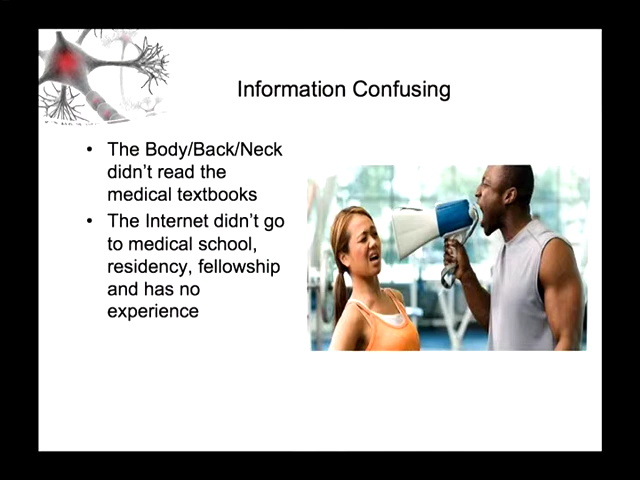 Information Confusing
• The Body/Back/Neck
didn't read the
medical textbooks
• The Internet didn't go
to medical school,
residency, fellowship
and has no
experience